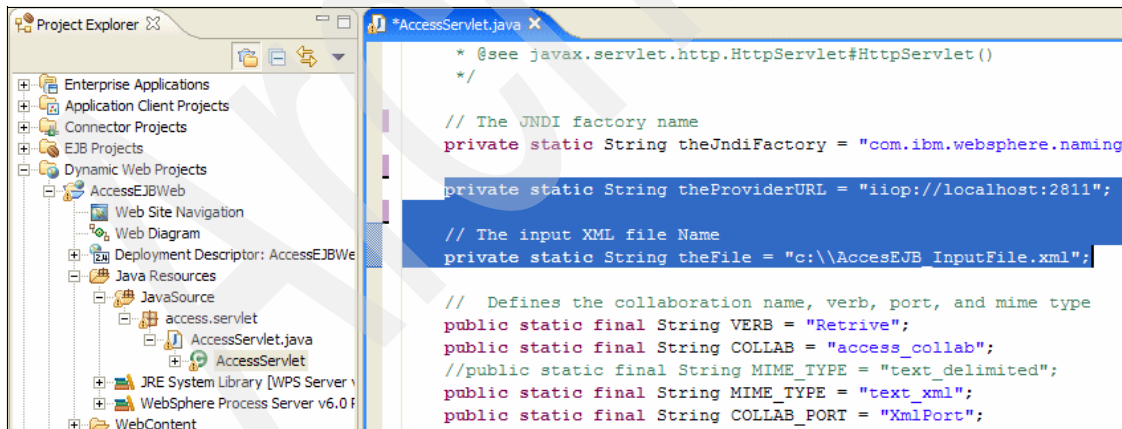 Project Explorer
Enterprise Applications
Application Client Projects
Connector Projects
EJB Projects
Dynamic Web Projects
AccessEJBWeb
Web Site Navigation
Web Diagram
Deployment Descriptor: AccessEJBWe
Java Resources
JavaSource
access.servlet
AccessServlet.java
AccessServlet
JRE System Library [WPS Server v
WebSphere Process Server v6.0 F
WebContent
*AccessServlet.java
* @see javax.servlet.http.HttpServlet#HttpServlet()
*/
// The JNDI factory name
private static String theJndiFactory = "com.ibm.websphere.naming
private static String theProviderURL = "iiop://localhost:2811";
// The input XML file Name
private static String theFile = "c:\\AccesEJB_InputFile.xml";
//  Defines the collaboration name, verb, port, and mime type
public static final String VERB = "Retrive";
public static final String COLLAB = "access_collab";
//public static final String MIME_TYPE = "text_delimited";
public static final String MIME_TYPE = "text_xml";
public static final String COLLAB_PORT = "XmlPort";